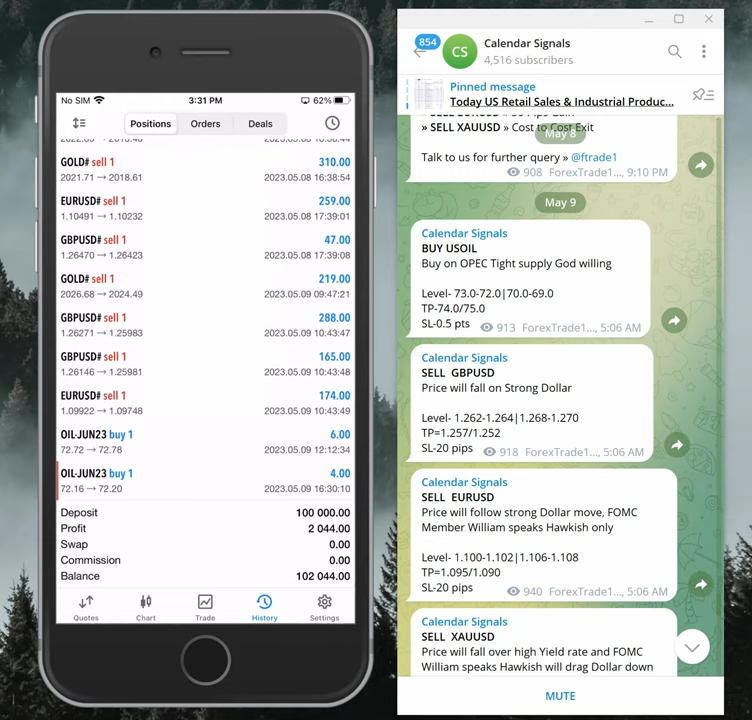 No SIM
3:31 PM
62%
Positions
Orders
Deals
GOLD# sell 1 310.00
2021.71 → 2018.61 2023.05.08 16:38:54
EURUSD# sell 1 259.00
1.10491 → 1.10232 2023.05.08 17:39:01
GBPUSD# sell 1 47.00
1.26470 → 1.26423 2023.05.08 17:39:08
GOLD# sell 1 219.00
2026.68 → 2024.49 2023.05.09 09:47:21
GBPUSD# sell 1 288.00
1.26271 → 1.25983 2023.05.09 10:43:47
GBPUSD# sell 1 165.00
1.26146 → 1.25981 2023.05.09 10:43:48
EURUSD# sell 1 174.00
1.09922 → 1.09748 2023.05.09 10:43:49
OIL-JUN23 buy 1 6.00
72.72 → 72.78 2023.05.09 12:12:34
OIL-JUN23 buy 1 4.00
72.16 → 72.20 2023.05.09 16:30:10
Deposit 100 000.00
Profit 2 044.00
Swap 0.00
Commission 0.00
Balance 102 044.00
Quotes
Chart
Trade
History
Settings
854
CS
Calendar Signals
4,516 subscribers
Pinned message
Today US Retail Sales & Industrial Produc...
» SELL XAUUSD » Cost to Cost Exit
May 8
Talk to us for further query » @ftrade1
908 ForexTrade1..., 9:10 PM
May 9
Calendar Signals
BUY USOIL
Buy on OPEC Tight supply God willing
Level- 73.0-72.0|70.0-69.0
TP-74.0/75.0
SL-0.5 pts 913 ForexTrade1..., 5:06 AM
Calendar Signals
SELL GBPUSD
Price will fall on Strong Dollar
Level- 1.262-1.264|1.268-1.270
TP=1.257/1.252
SL-20 pips 918 ForexTrade1..., 5:06 AM
Calendar Signals
SELL EURUSD
Price will follow strong Dollar move, FOMC
Member William speaks Hawkish only
Level- 1.100-1.102|1.106-1.108
TP=1.095/1.090
SL-20 pips 940 ForexTrade1..., 5:06 AM
Calendar Signals
SELL XAUUSD
Price will fall over high Yield rate and FOMC
William speaks Hawkish will drag Dollar down
MUTE